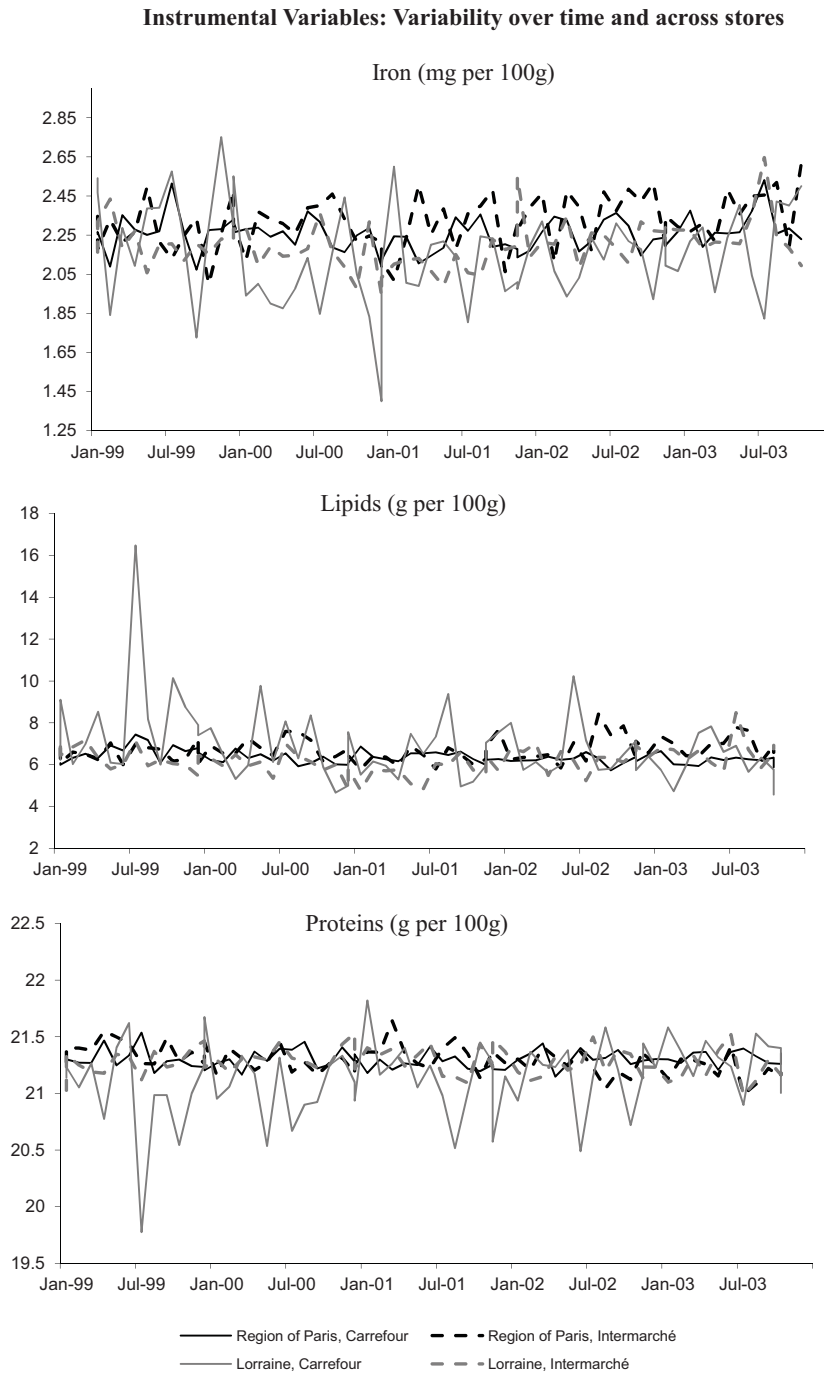 Instrumental Variables: Variability over time and across stores
Iron (mg per 100g)
2.85
2.65
2.45
2.25
2.05
1.85
1.65
1.45
1.25
Jan-99 Jul-99 Jan-00 Jul-00 Jan-01 Jul-01 Jan-02 Jul-02 Jan-03 Jul-03
Lipids (g per 100g)
18
16
14
12
10
8
6
4
2
Jan-99 Jul-99 Jan-00 Jul-00 Jan-01 Jul-01 Jan-02 Jul-02 Jan-03 Jul-03
Proteins (g per 100g)
22.5
22
21.5
21
20.5
20
19.5
Jan-99 Jul-99 Jan-00 Jul-00 Jan-01 Jul-01 Jan-02 Jul-02 Jan-03 Jul-03
Region of Paris, Carrefour Region of Paris, Intermarché
Lorraine, Carrefour Lorraine, Intermarché